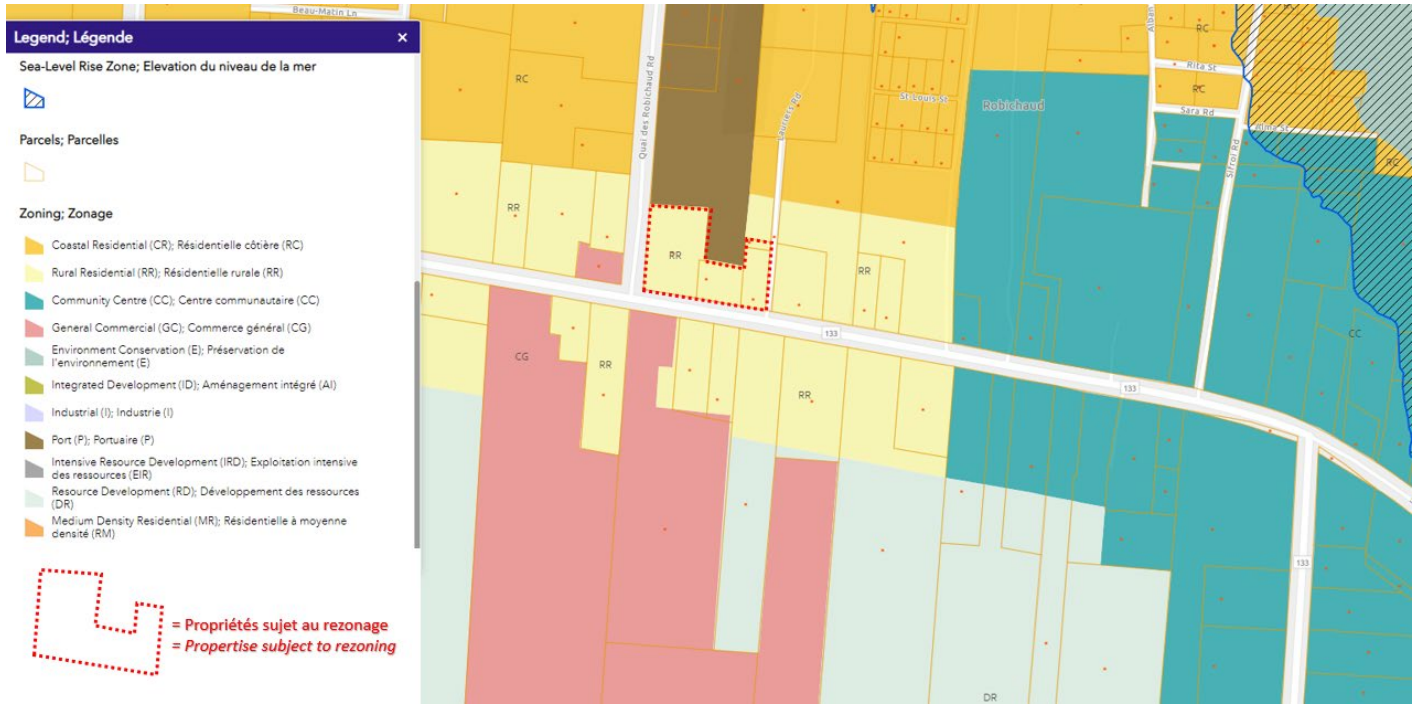 Legend; Légende
×
Sea-Level Rise Zone; Elevation du niveau de la mer
Parcels; Parcelles
Zoning; Zonage
Coastal Residential (CR); Résidentielle côtière (RC)
Rural Residential (RR); Résidentielle rurale (RR)
Community Centre (CC); Centre communautaire (CC)
General Commercial (GC); Commerce général (CG)
Environment Conservation (E); Préservation de
l'environnement (E)
Integrated Development (ID); Aménagement intégré (AI)
Industrial (I); Industrie (I)
Port (P); Portuaire (P)
Intensive Resource Development (IRD); Exploitation intensive
des ressources (EIR)
Resource Development (RD); Développement des ressources
(DR)
Medium Density Residential (MR); Résidentielle à moyenne
densité (RM)
= Propriétés sujet au rezonage
= Propertise subject to rezoning
Beau-Matin Ln
RC
Quai des Robichaud Rd
Lauriers Rd
St Louis St
Robichaud
Alban
RC
Rita St
RC
Sara Rd
Sifroi Rd
RC
RR
RR
RR
133
CC
CG
RR
RR
133
133
DR